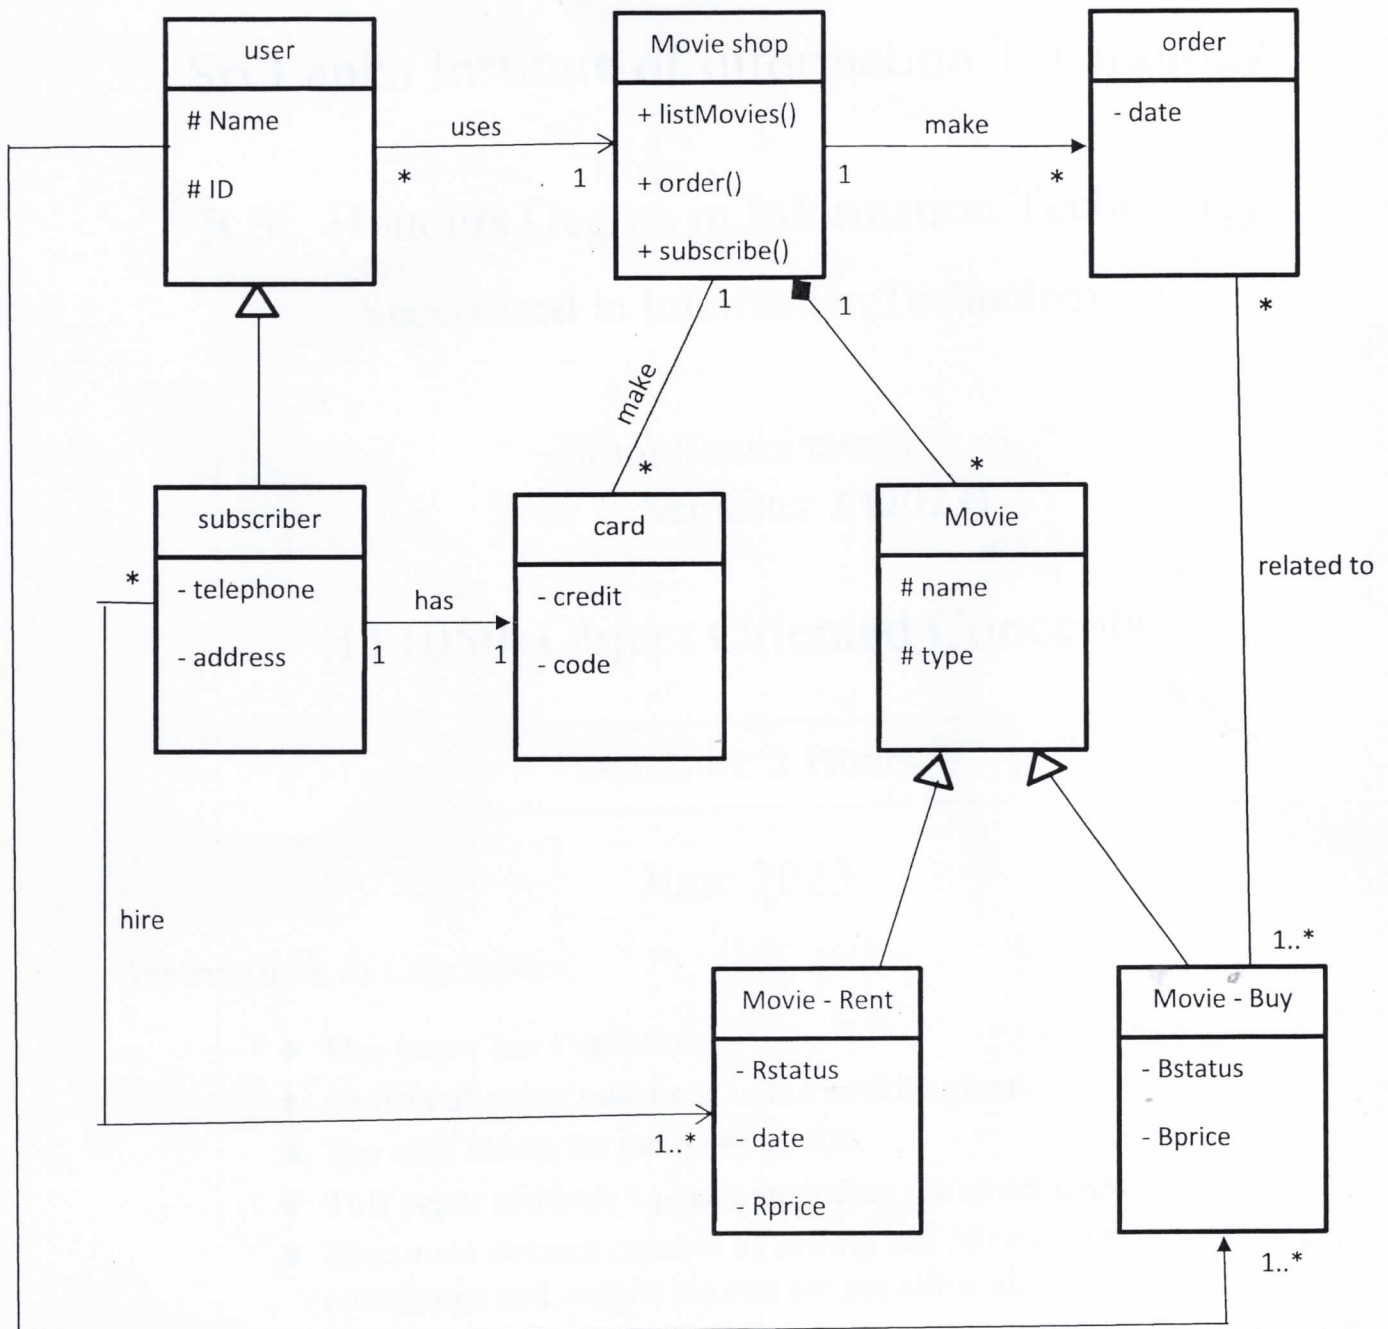 user
# Name
# ID
uses
*
1
Movie shop
+ listMovies()
+ order()
+ subscribe()
make
1
*
order
- date
1
make
*
1
*
*
related to
1..*
subscriber
- telephone
- address
*
has
1
1
card
- credit
- code
Movie
# name
# type
hire
1..*
Movie - Rent
- Rstatus
- date
- Rprice
Movie - Buy
- Bstatus
- Bprice
1..*